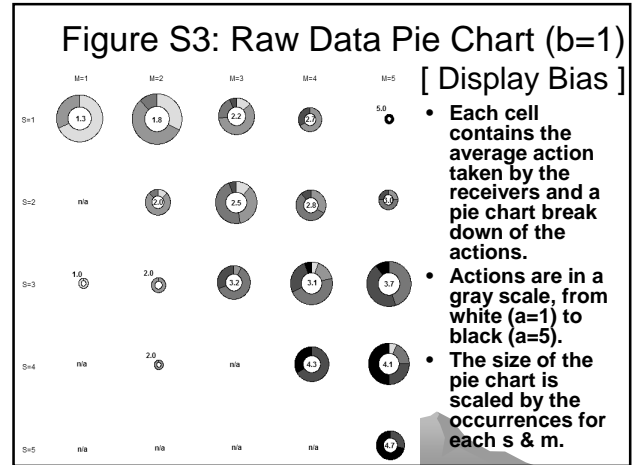 Figure S3: Raw Data Pie Chart (b=1)
[ Display Bias ]
M=1 M=2 M=3 M=4 M=5
S=1 1.3 1.8 2.2 2.7 5.0
S=2 n/a 2.0 2.5 2.8 3.0
S=3 1.0 2.0 3.2 3.1 3.7
S=4 n/a 2.0 n/a 4.3 4.1
S=5 n/a n/a n/a n/a 4.7
• Each cell
contains the
average action
taken by the
receivers and a
pie chart break
down of the
actions.
• Actions are in a
gray scale, from
white (a=1) to
black (a=5).
• The size of the
pie chart is
scaled by the
occurrences for
each s & m.